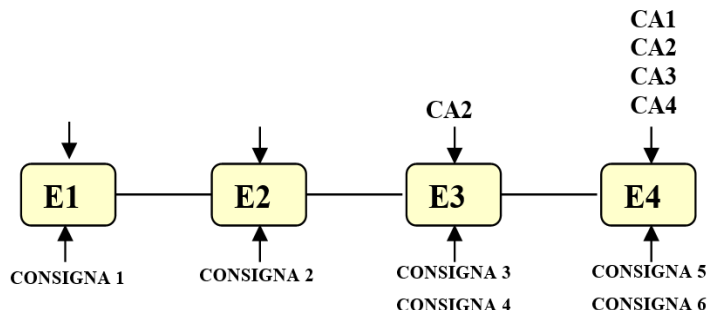 CA1
CA2
CA3
CA4
CA2
E1
E2
E3
E4
CONSIGNA 1
CONSIGNA 2
CONSIGNA 3
CONSIGNA 4
CONSIGNA 5
CONSIGNA 6